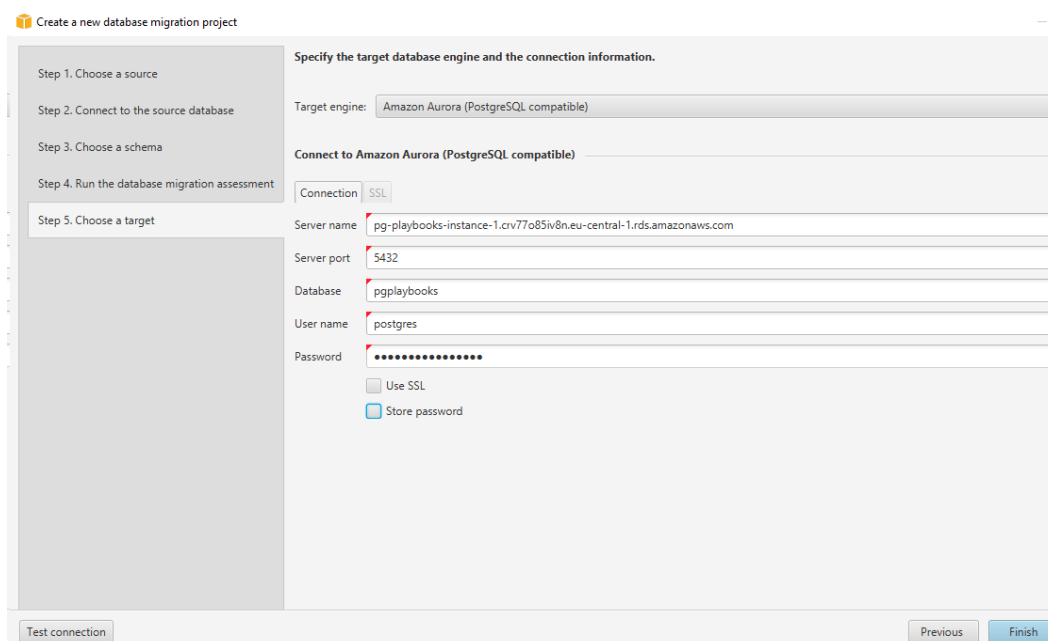 Create a new database migration project
Step 1. Choose a source
Step 2. Connect to the source database
Step 3. Choose a schema
Step 4. Run the database migration assessment
Step 5. Choose a target
Specify the target database engine and the connection information.
Target engine: Amazon Aurora (PostgreSQL compatible)
Connect to Amazon Aurora (PostgreSQL compatible)
Connection SSL
Server name pg-playbooks-instance-1.crv77o85iv8n.eu-central-1.rds.amazonaws.com
Server port 5432
Database pgplaybooks
User name postgres
Password ••••••••••••••••
Use SSL
Store password
Test connection Previous Finish